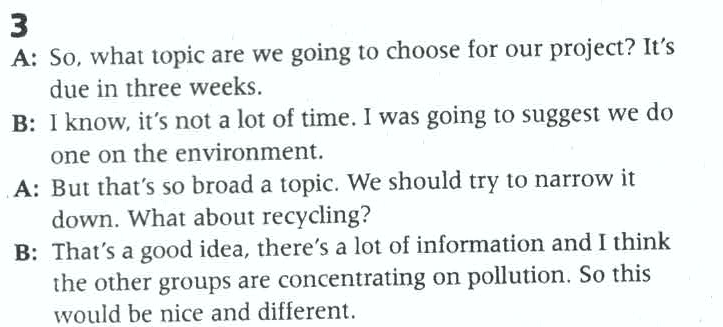 3
A: So, what topic are we going to choose for our project? It's
due in three weeks.
B: I know, it's not a lot of time. I was going to suggest we do
one on the environment.
A: But that's so broad a topic. We should try to narrow it
down. What about recycling?
B: That's a good idea, there's a lot of information and I think
the other groups are concentrating on pollution. So this
would be nice and different.